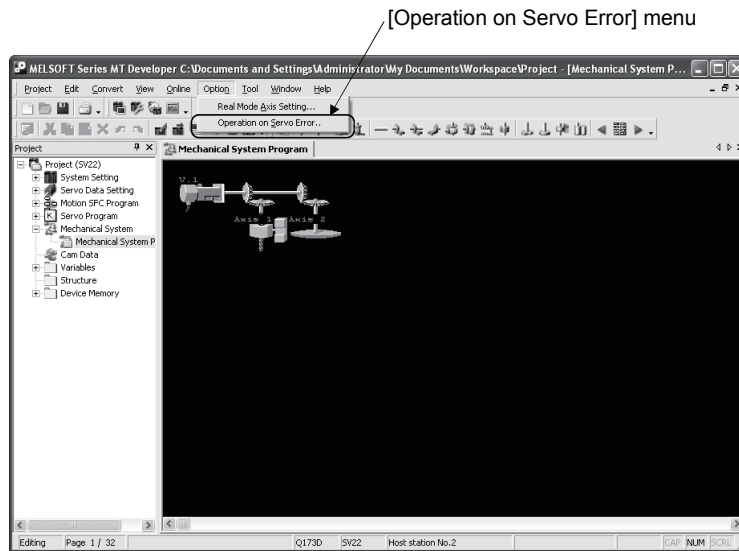 [Operation on Servo Error] menu
MELSOFT Series MT Developer C:\Documents and Settings\Administrator\My Documents\Workspace\Project - [Mechanical System P...
Project Edit Convert View Online Option Tool Window Help
Real Mode Axis Setting...
Operation on Servo Error..
Project
Mechanical System Program
Project (SV22)
System Setting
Servo Data Setting
Motion SFC Program
Servo Program
Mechanical System
Mechanical System P
Cam Data
Variables
Structure
Device Memory
V.1
Axis 1 Axis 2
Editing Page 1 / 32 Q173D SV22 Host station No.2 CAP NUM SCRL